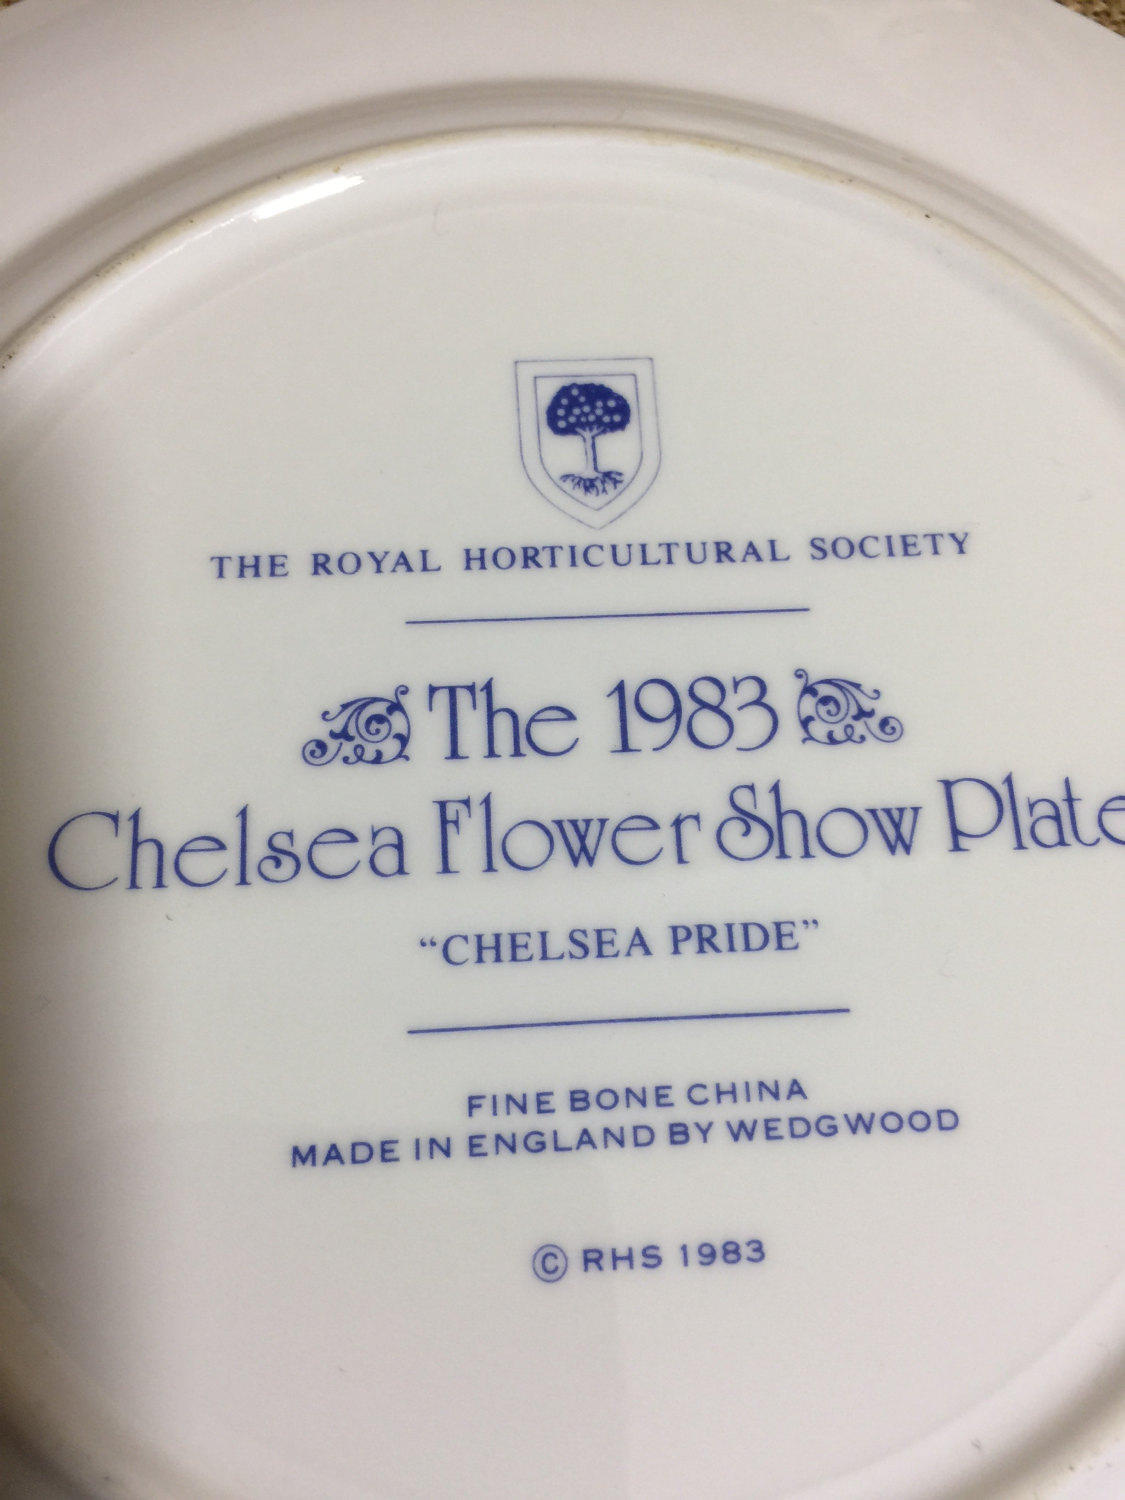 THE ROYAL HORTICULTURAL SOCIETY
The 1983
Chelsea Flower Show Plate
“CHELSEA PRIDE”
FINE BONE CHINA
MADE IN ENGLAND BY WEDGWOOD
© RHS 1983